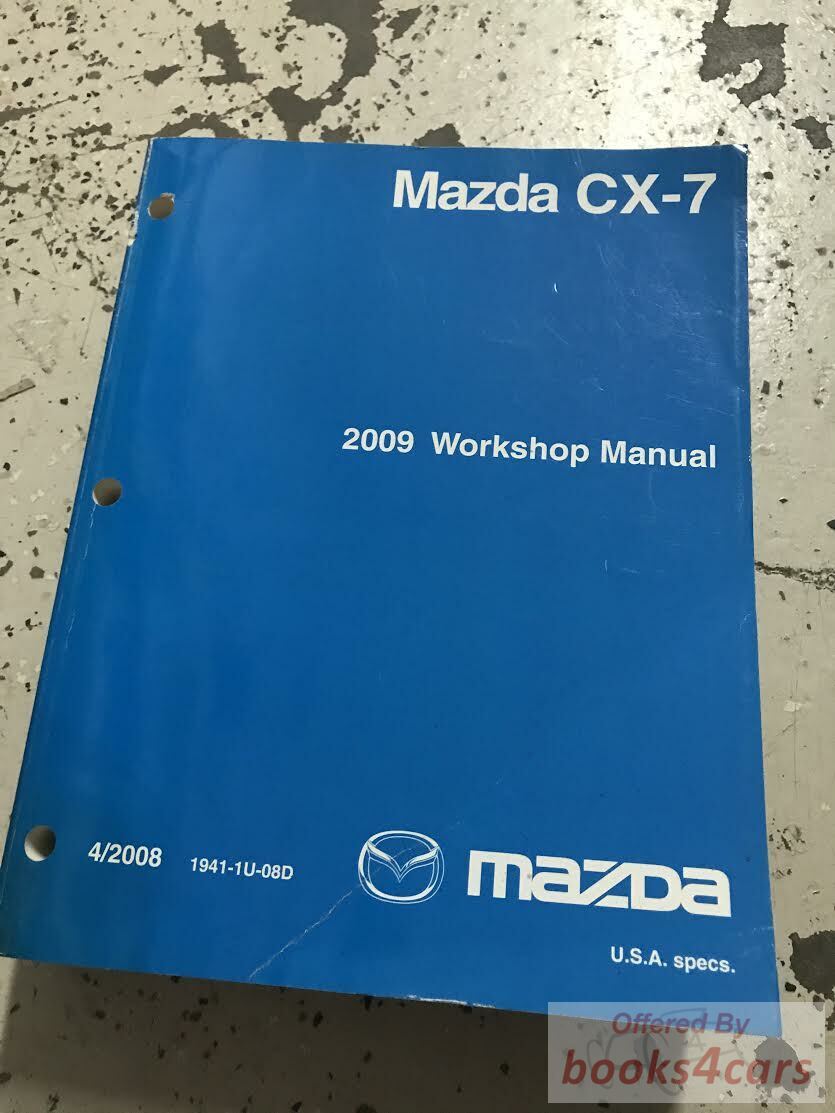 Mazda CX-7
2009 Workshop Manual
4/2008 1941-1U-08D
mazda
U.S.A. specs.
Offered By
books4cars